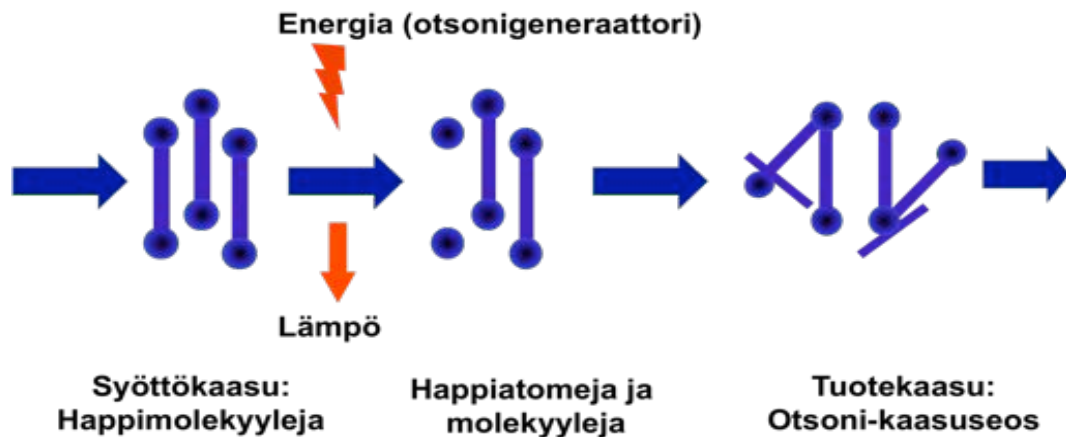 Energia (otsonigeneraattori)
Lämpö
Syöttökaasu:
Happimolekyyleja
Happiatomeja ja
molekyyleja
Tuotekaasu:
Otsoni-kaasuseos